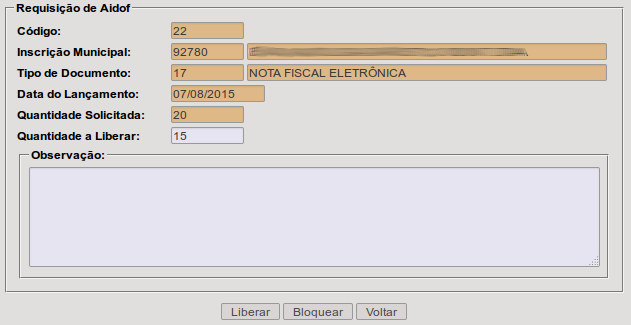 Requisição de Aidof
Código: 22
Inscrição Municipal: 92780
Tipo de Documento: 17 NOTA FISCAL ELETRÔNICA
Data do Lançamento: 07/08/2015
Quantidade Solicitada: 20
Quantidade a Liberar: 15
Observação:
Liberar Bloquear Voltar